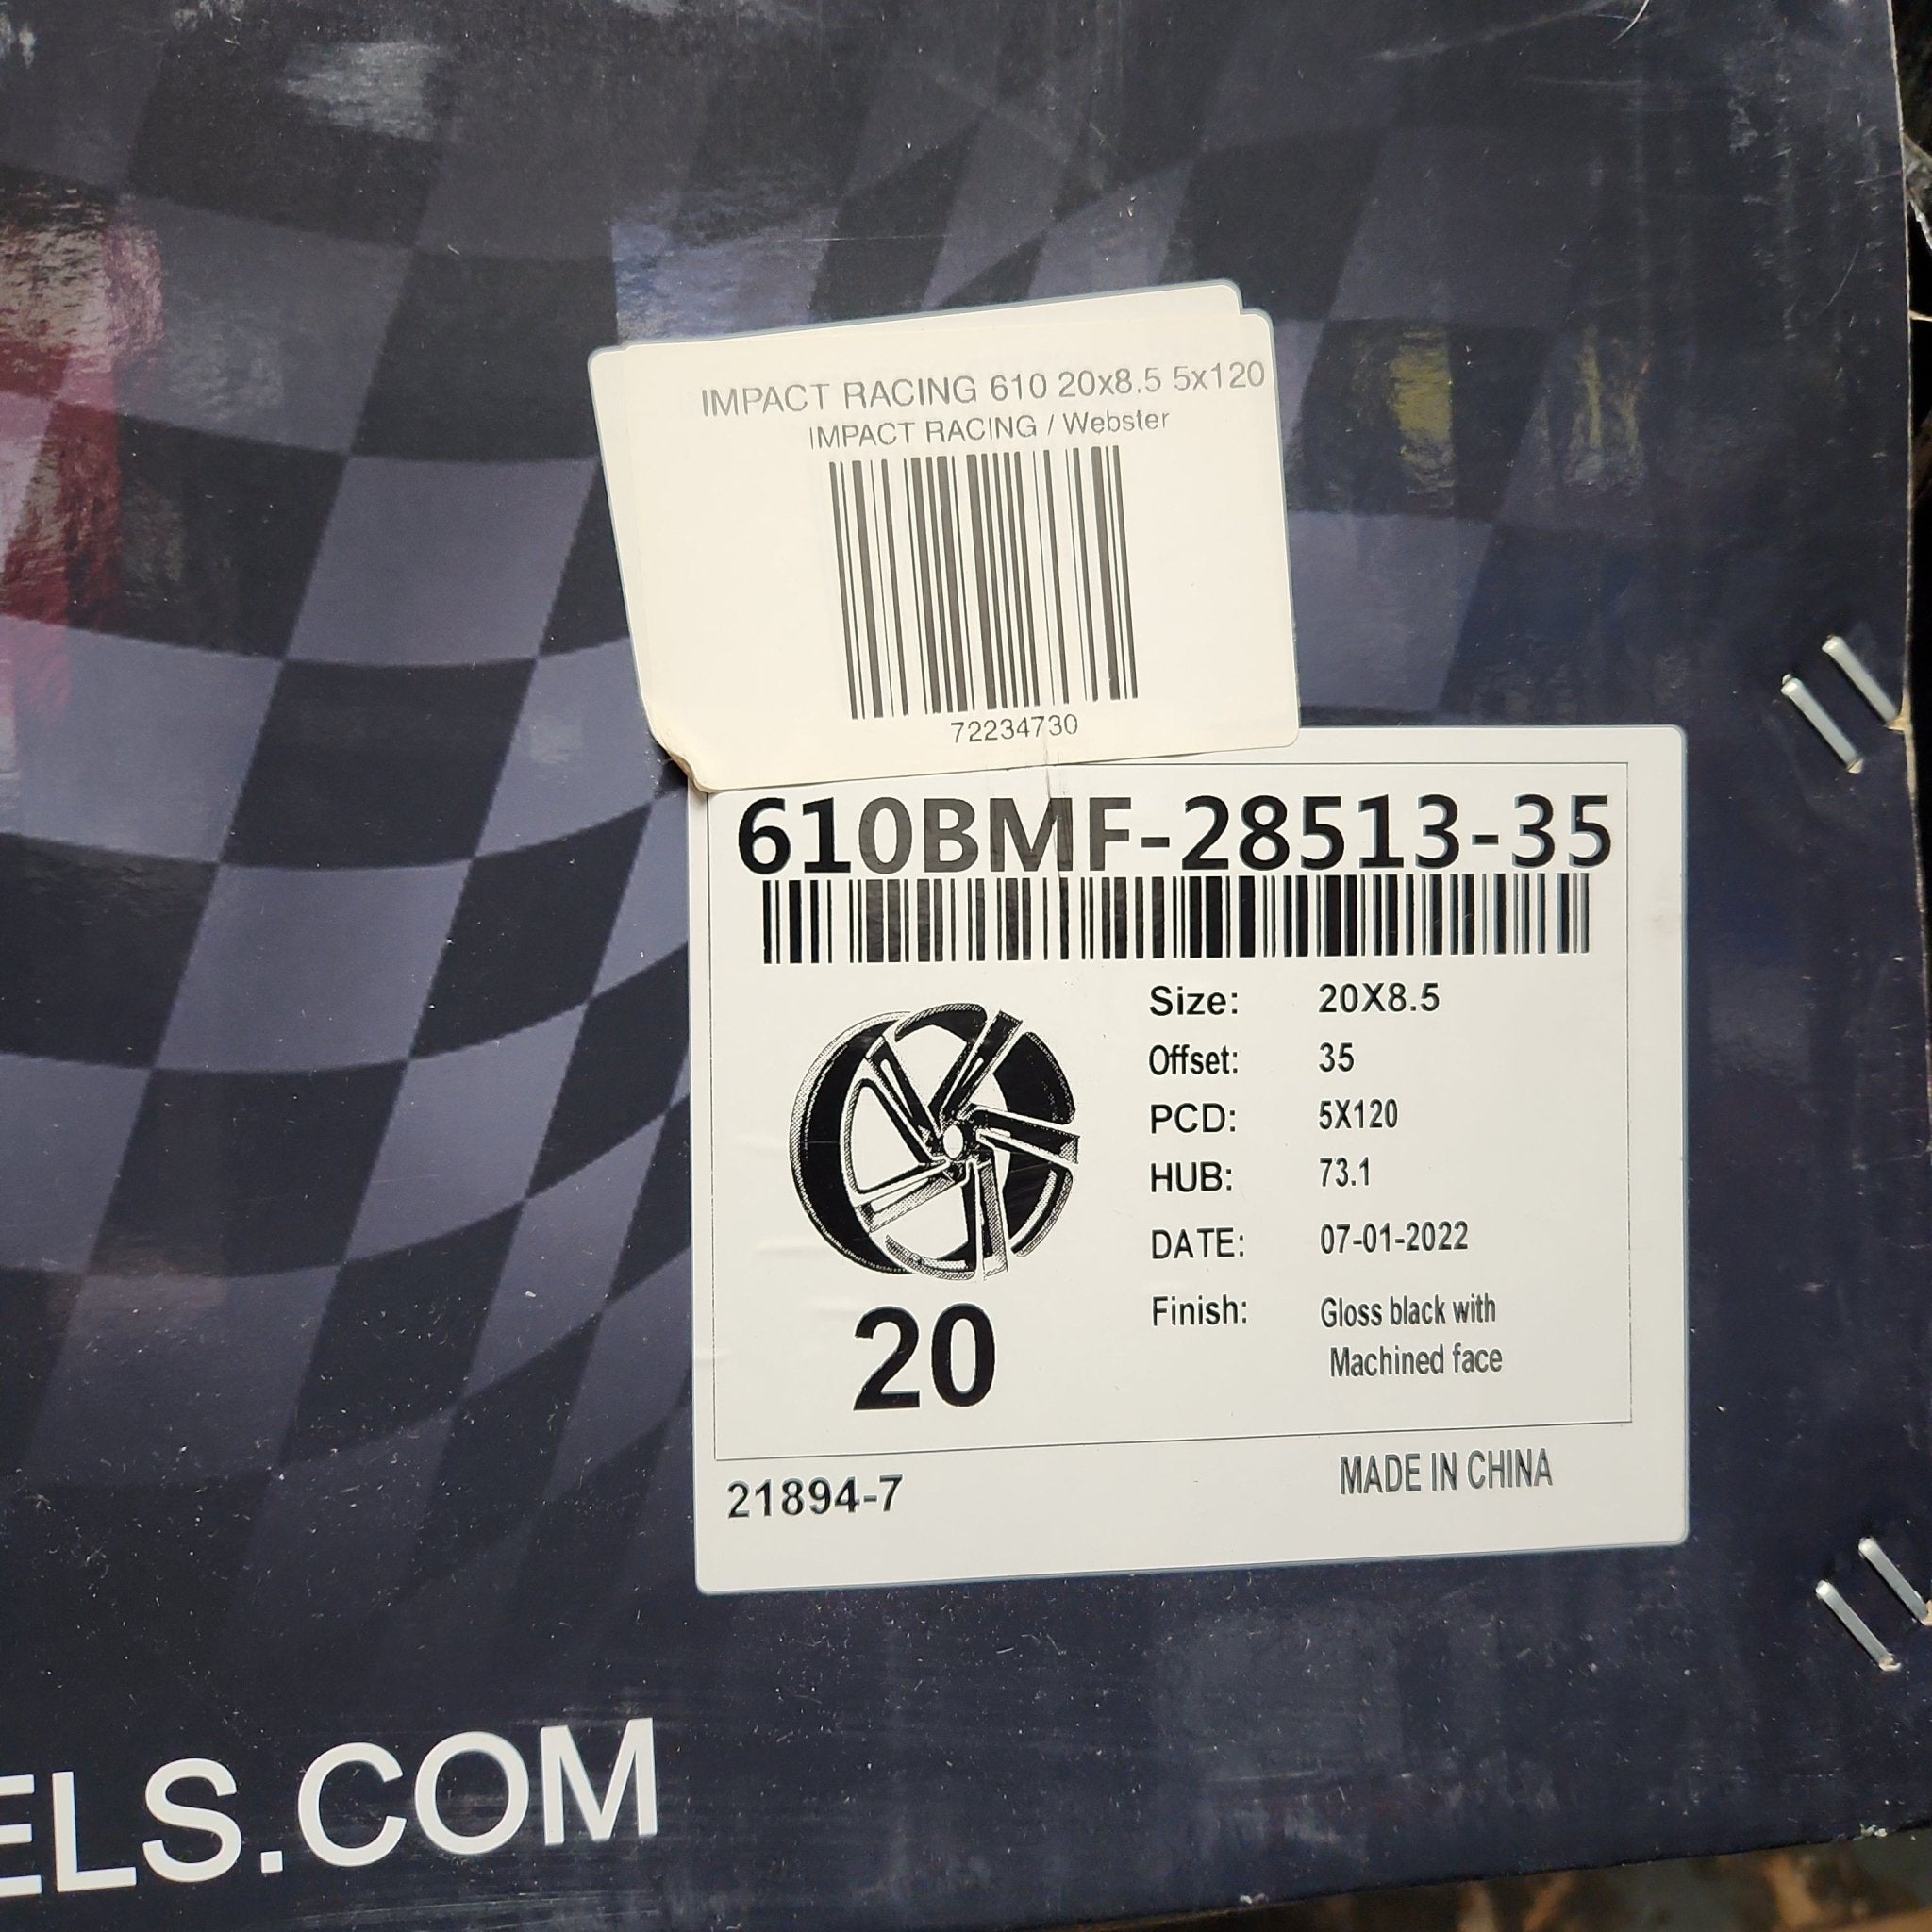 IMPACT RACING 610 20x8.5 5x120
IMPACT RACING / Webster
72234730
610BMF-28513-35
Size: 20X8.5
Offset: 35
PCD: 5X120
HUB: 73.1
DATE: 07-01-2022
Finish: Gloss black with
Machined face
20
21894-7
MADE IN CHINA
ELS.COM